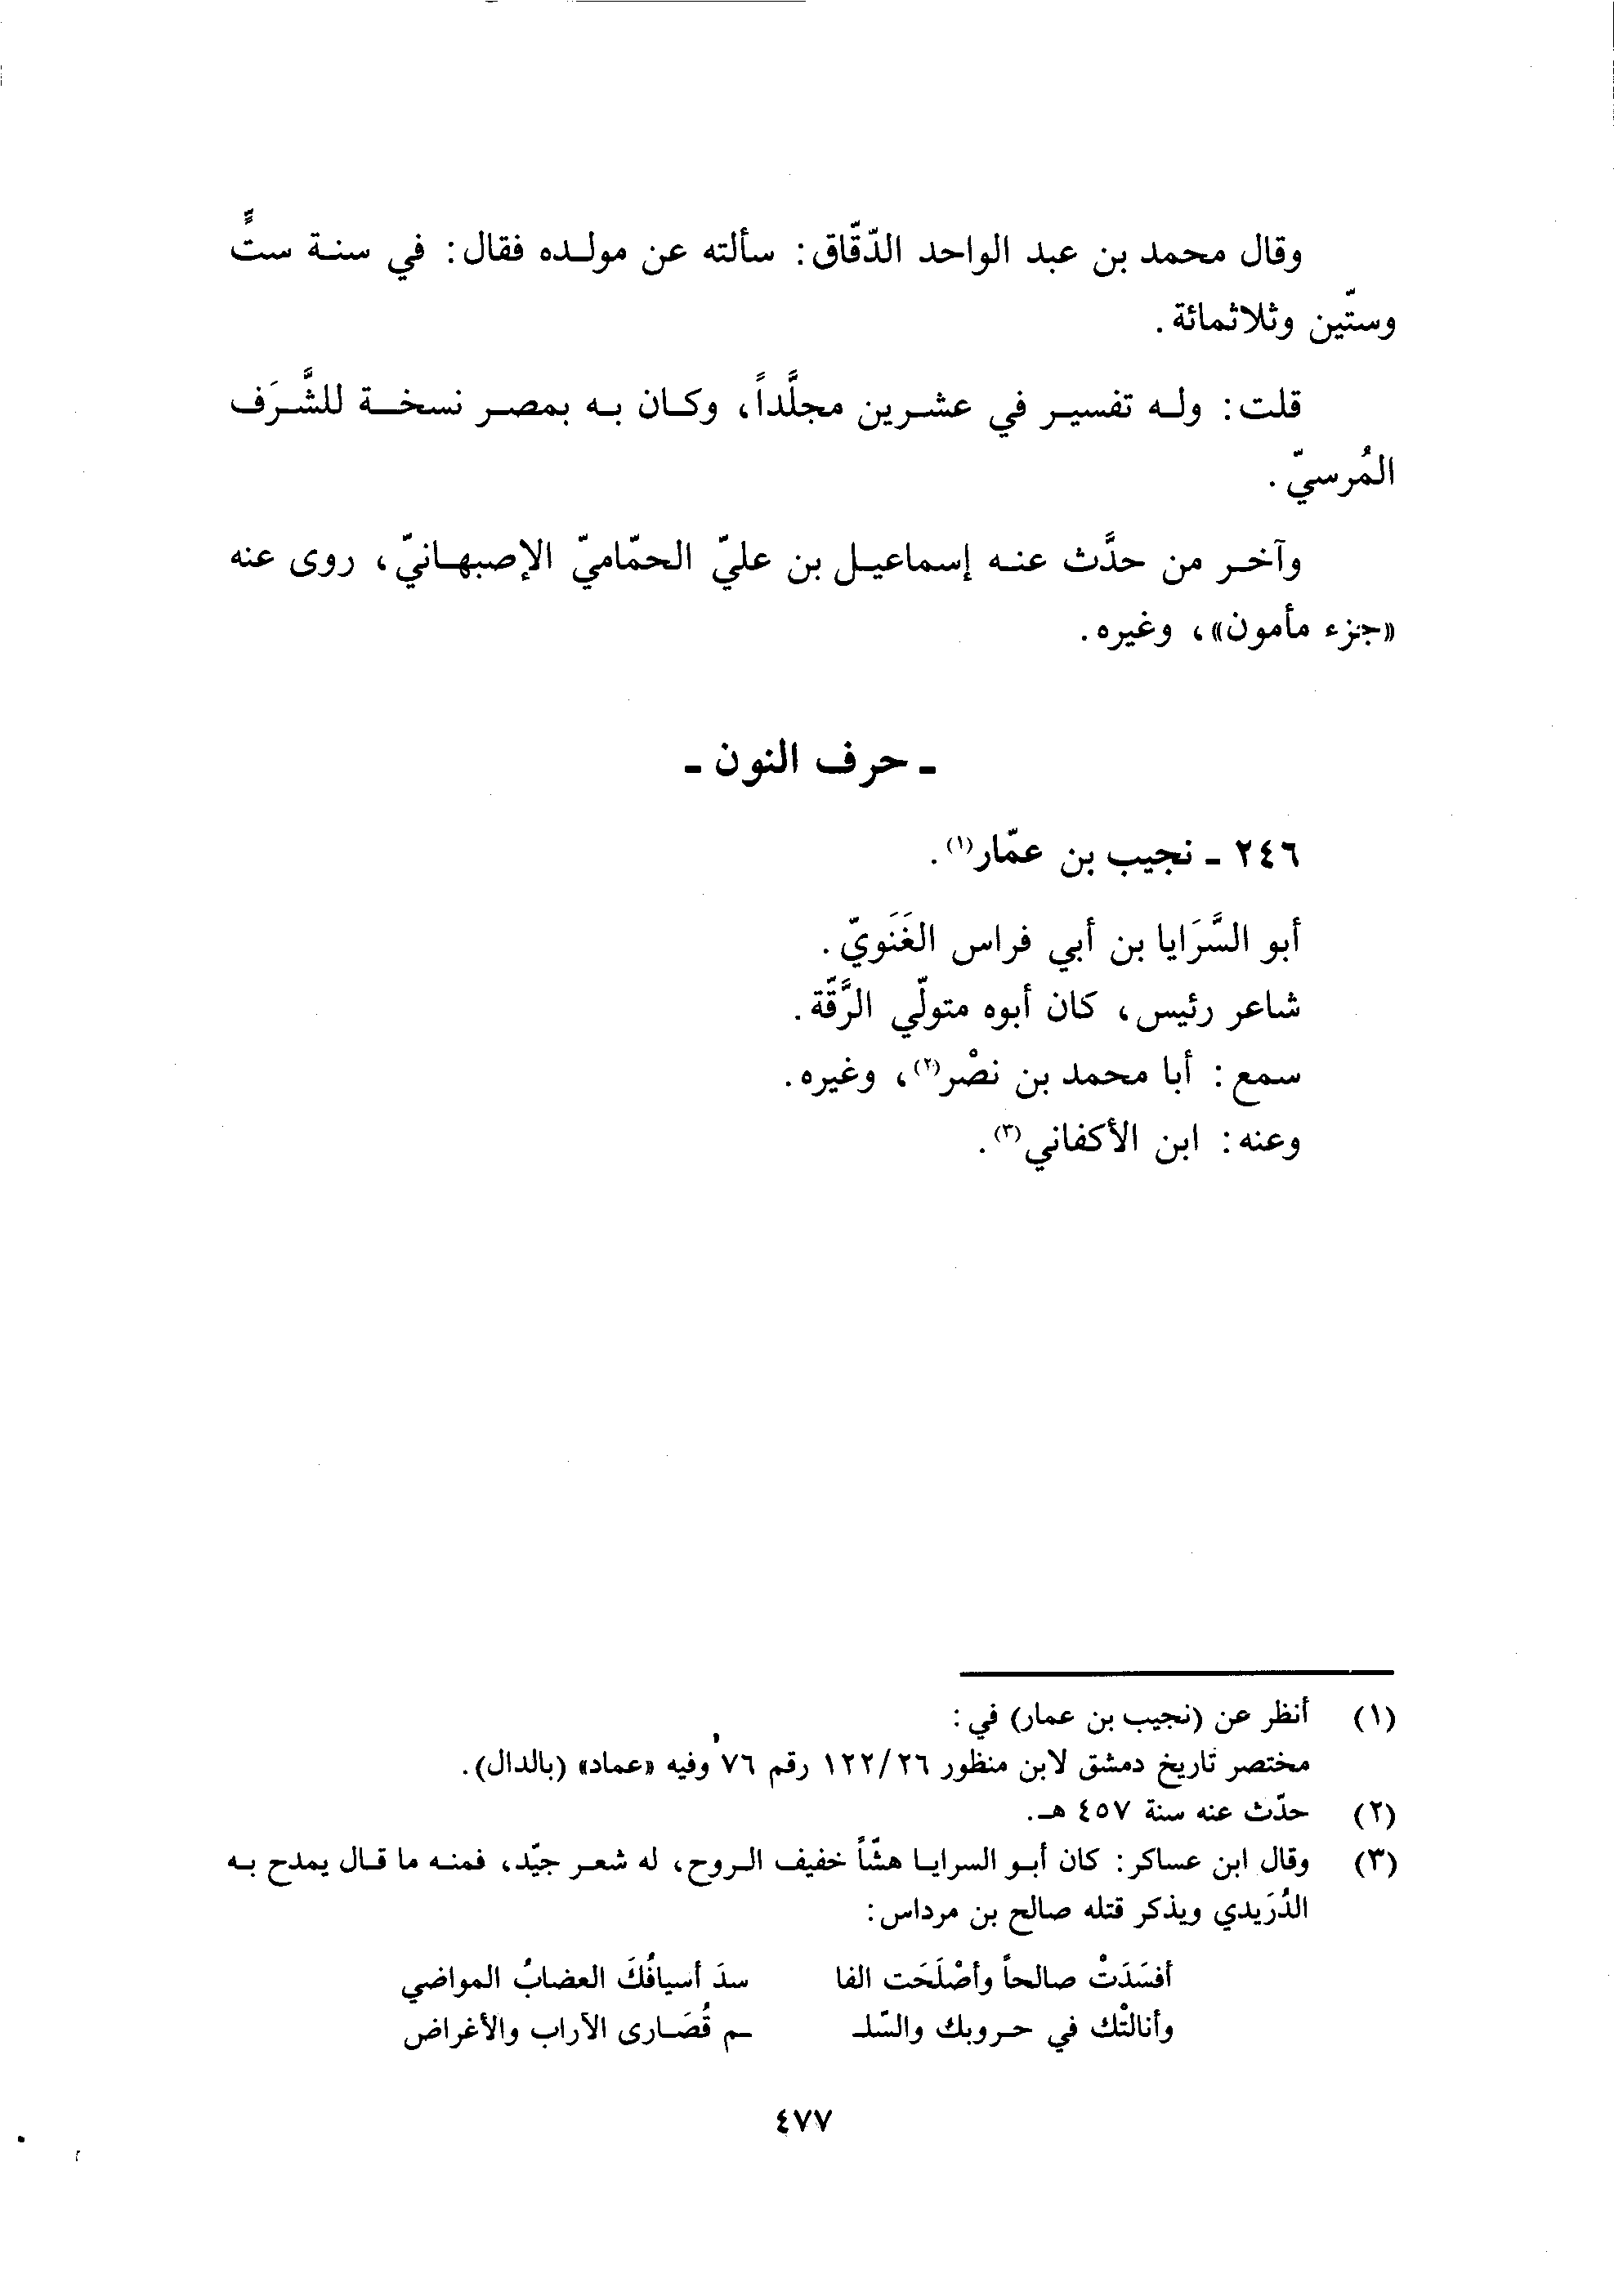 وقال محمد بن عبد الواحد الدّقّاق: سألته عن مولده فقال: في سنة ستٍّ
وستّين وثلاثمائة.
قلت: وله تفسير في عشرين مجلَّداً، وكان به بمصر نسخة للشَّرَف
المُرسيّ.
وآخر من حدَّث عنه إسماعيل بن عليّ الحمّاميّ الإصبهانيّ، روى عنه
«جزء مأمون»، وغيره.
ـ حرف النون ـ
٢٤٦ ـ نجيب بن عمّار(١).
أبو السَّرَايا بن أبي فراس الغَنَويّ.
شاعر رئيس، كان أبوه متولّي الرَّقّة.
سمع: أبا محمد بن نصْر(٢)، وغيره.
وعنه: ابن الأكفاني(٣).
(١) أنظر عن (نجيب بن عمار) في:
مختصر تاريخ دمشق لابن منظور ١٢٢/٢٦ رقم ٧٦ وفيه «عماد» (بالدال).
(٢) حدّث عنه سنة ٤٥٧ هـ.
(٣) وقال ابن عساكر: كان أبو السرايا هشّاً خفيف الروح، له شعر جيّد، فمنه ما قال يمدح به
الدُزَيدي ويذكر قتله صالح بن مرداس:
أفسَدَتْ صالحاً وأصْلَحَت الفا سدَ أسيافُكَ العضابُ المواضي
وأنالتْك في حروبك والسّلـ ـم قُصَارى الآراب والأغراض
٤٧٧